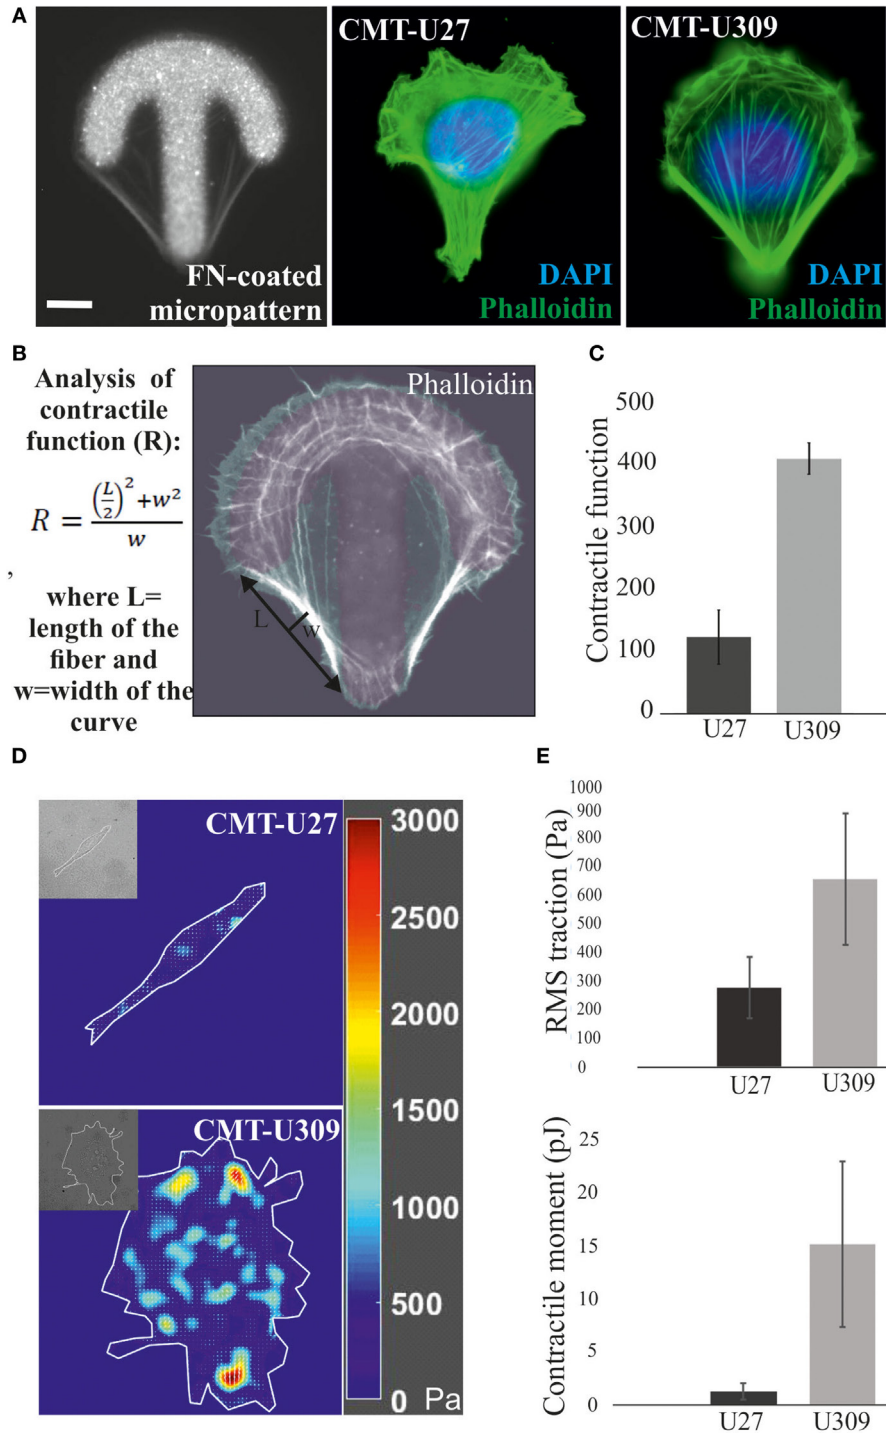 A
CMT-U27
CMT-U309
FN-coated
micropattern
DAPI
Phalloidin
DAPI
Phalloidin
B
Analysis of
contractile
function (R):
R = ((L/2)²+w²)/w
,
where L=
length of the
fiber and
w=width of the
curve
Phalloidin
L
w
C
Contractile function
500
400
300
200
100
0
U27
U309
D
CMT-U27
CMT-U309
3000
2500
2000
1500
1000
500
0 Pa
E
RMS traction (Pa)
1000
900
800
700
600
500
400
300
200
100
0
U27
U309
Contractile moment (pJ)
25
20
15
10
5
0
U27
U309